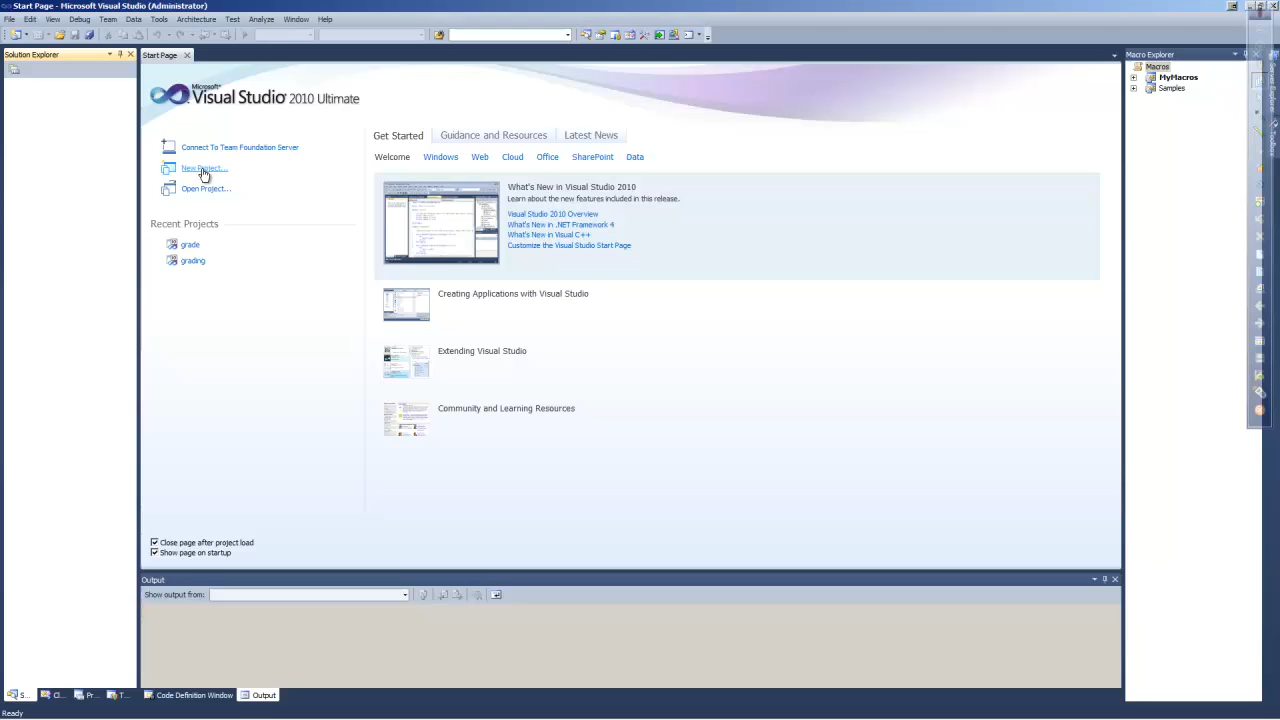 Start Page - Microsoft Visual Studio (Administrator)
File Edit View Debug Team Data Tools Architecture Test Analyze Window Help
Solution Explorer
Start Page
Macro Explorer
Macros
MyMacros
Samples
Microsoft
Visual Studio 2010 Ultimate
Connect To Team Foundation Server
New Project...
Open Project...
Recent Projects
grade
grading
Get Started Guidance and Resources Latest News
Welcome Windows Web Cloud Office SharePoint Data
What's New in Visual Studio 2010
Learn about the new features included in this release.
Visual Studio 2010 Overview
What's New in .NET Framework 4
What's New in Visual C++
Customize the Visual Studio Start Page
Creating Applications with Visual Studio
Extending Visual Studio
Community and Learning Resources
Close page after project load
Show page on startup
Output
Show output from:
S... Cl... Pr... T... Code Definition Window Output
Ready